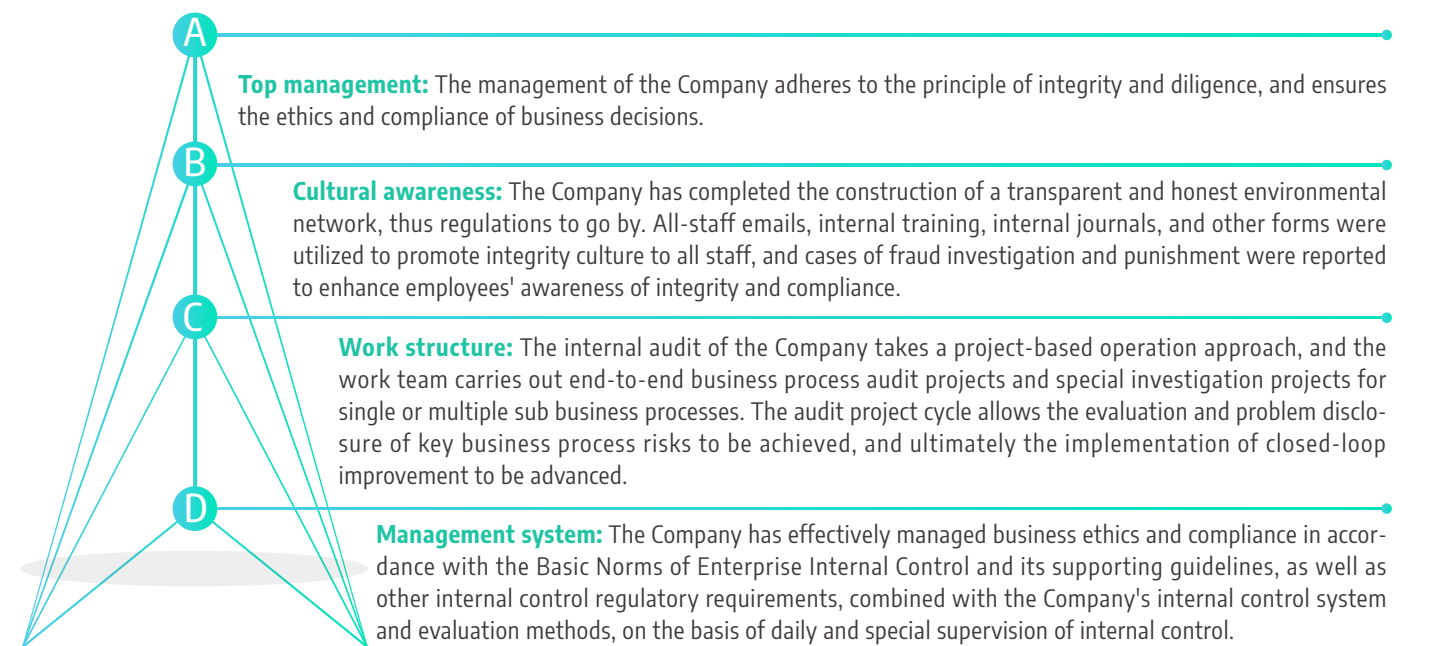 A
Top management: The management of the Company adheres to the principle of integrity and diligence, and ensures
the ethics and compliance of business decisions.
B
Cultural awareness: The Company has completed the construction of a transparent and honest environmental
network, thus regulations to go by. All-staff emails, internal training, internal journals, and other forms were
utilized to promote integrity culture to all staff, and cases of fraud investigation and punishment were reported
to enhance employees' awareness of integrity and compliance.
C
Work structure: The internal audit of the Company takes a project-based operation approach, and the
work team carries out end-to-end business process audit projects and special investigation projects for
single or multiple sub business processes. The audit project cycle allows the evaluation and problem disclo-
sure of key business process risks to be achieved, and ultimately the implementation of closed-loop
improvement to be advanced.
D
Management system: The Company has effectively managed business ethics and compliance in accor-
dance with the Basic Norms of Enterprise Internal Control and its supporting guidelines, as well as
other internal control regulatory requirements, combined with the Company's internal control system
and evaluation methods, on the basis of daily and special supervision of internal control.